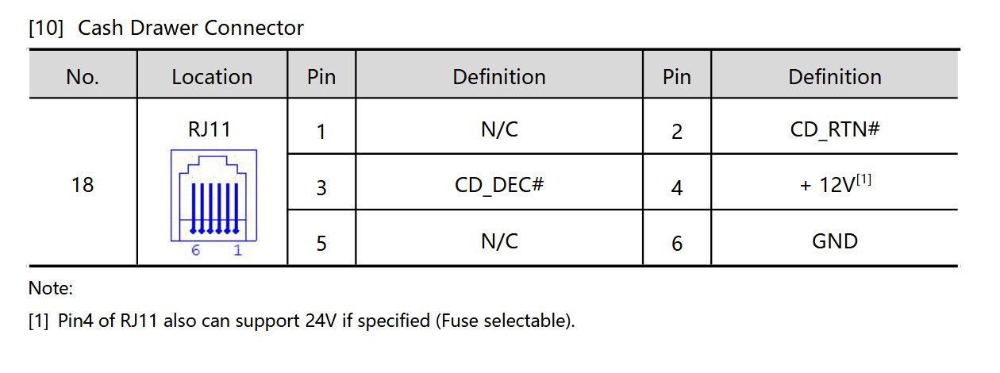 [10] Cash Drawer Connector
No. Location Pin Definition Pin Definition
18 RJ11 1 N/C 2 CD_RTN#
3 CD_DEC# 4 + 12V[1]
5 N/C 6 GND
6 1
Note:
[1] Pin4 of RJ11 also can support 24V if specified (Fuse selectable).